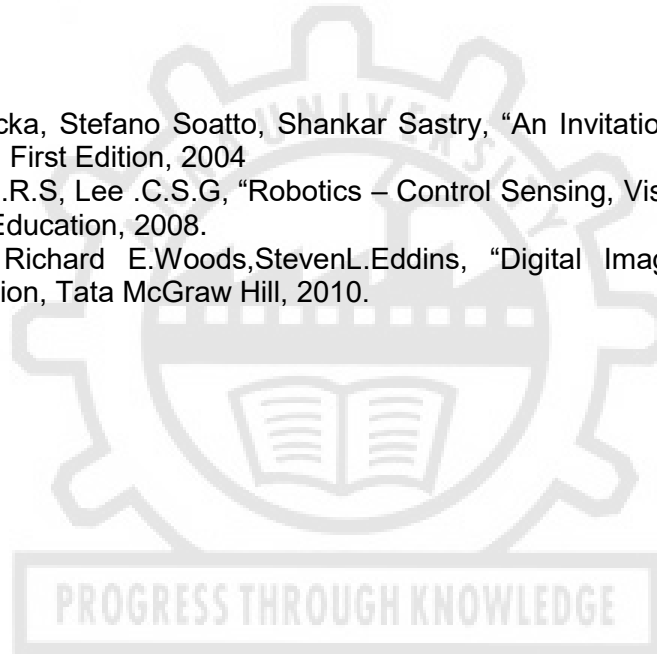 cka, Stefano Soatto, Shankar Sastry, “An Invitatio
First Edition, 2004
.R.S, Lee .C.S.G, “Robotics – Control Sensing, Vis
Education, 2008.
Richard E.Woods,StevenL.Eddins, “Digital Imag
ion, Tata McGraw Hill, 2010.
UNIVERSITY
PROGRESS THROUGH KNOWLEDGE